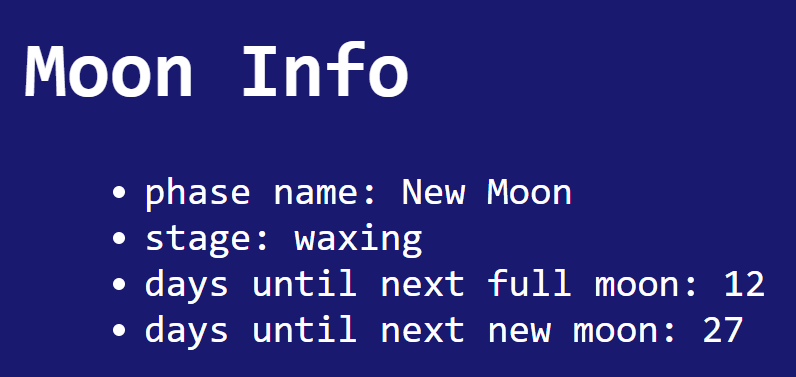 Moon Info
• phase name: New Moon
• stage: waxing
• days until next full moon: 12
• days until next new moon: 27